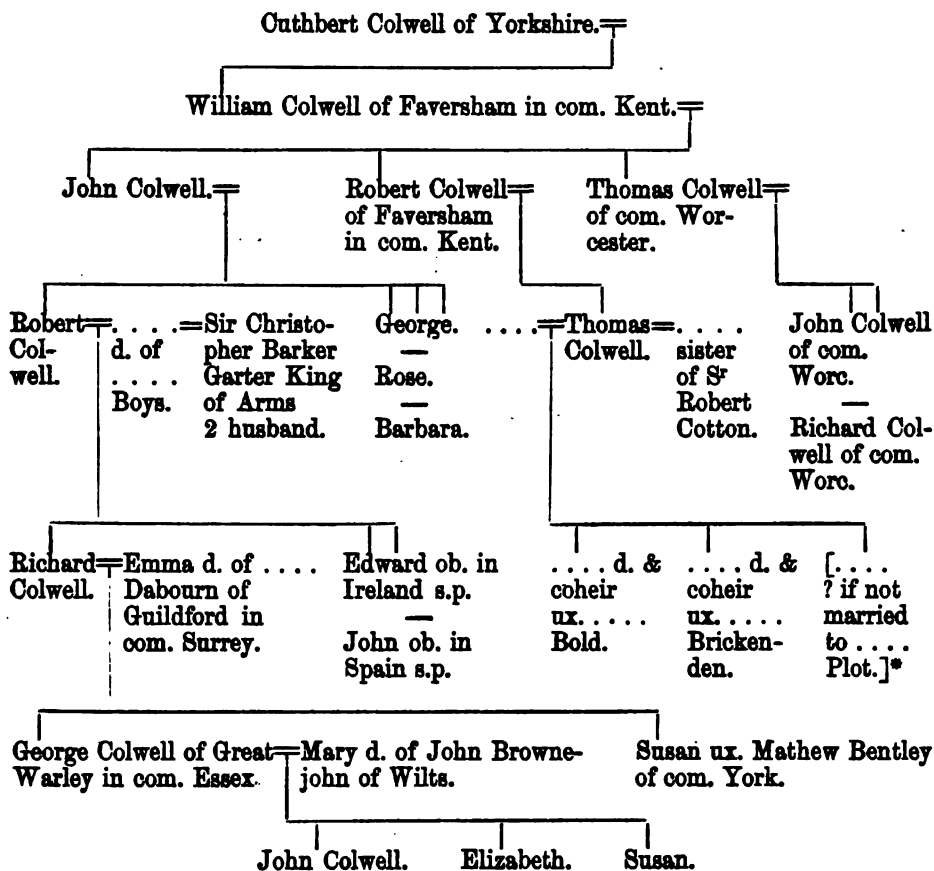 Cuthbert Colwell of Yorkshire.
William Colwell of Faversham in com. Kent.
John Colwell.
Robert Colwell
of Faversham
in com. Kent.
Thomas Colwell
of com. Wor-
cester.
Robert
Col-
well.
. . . .
d. of
. . . .
Boys.
Sir Christo-
pher Barker
Garter King
of Arms
2 husband.
George.
—
Rose.
—
Barbara.
. . . .
Thomas
Colwell.
. . . .
sister
of Sʳ
Robert
Cotton.
John Colwell
of com.
Worc.
—
Richard Col-
well of com.
Worc.
Richard
Colwell.
Emma d. of . . . .
Dabourn of
Guildford in
com. Surrey.
Edward ob. in
Ireland s.p.
—
John ob. in
Spain s.p.
. . . . d. &
coheir
ux. . . . .
Bold.
. . . . d. &
coheir
ux. . . . .
Bricken-
den.
[. . . .
? if not
married
to . . . .
Plot.]*
George Colwell of Great
Warley in com. Essex.
Mary d. of John Browne-
john of Wilts.
Susan ux. Mathew Bentley
of com. York.
John Colwell.
Elizabeth.
Susan.